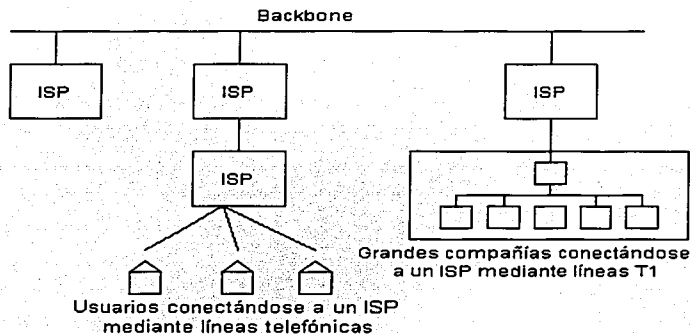 Backbone
ISP
ISP
ISP
ISP
Grandes compañías conectándose
a un ISP mediante líneas T1
Usuarios conectándose a un ISP
mediante líneas telefónicas